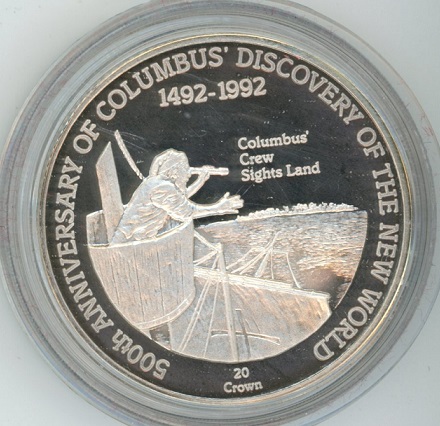 500th ANNIVERSARY OF COLUMBUS' DISCOVERY OF THE NEW WORLD
1492-1992
Columbus'
Crew
Sights Land
20
Crown